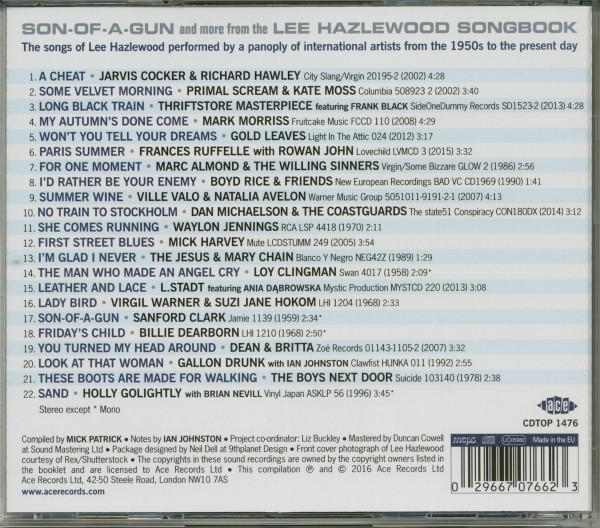 SON-OF-A-GUN and more from the LEE HAZLEWOOD SONGBOOK
The songs of Lee Hazlewood performed by a panoply of international artists from the 1950s to the present day
1. A CHEAT • JARVIS COCKER & RICHARD HAWLEY City Slang/Virgin 20195-2 (2002) 4:28
2. SOME VELVET MORNING • PRIMAL SCREAM & KATE MOSS Columbia 508923 2 (2002) 3:40
3. LONG BLACK TRAIN • THRIFTSTORE MASTERPIECE featuring FRANK BLACK SideOneDummy Records SD1523-2 (2013) 4:28
4. MY AUTUMN'S DONE COME • MARK MORRISS Fruitcake Music FCCD 110 (2008) 4:29
5. WON'T YOU TELL YOUR DREAMS • GOLD LEAVES Light In The Attic 024 (2012) 3:17
6. PARIS SUMMER • FRANCES RUFFELLE with ROWAN JOHN Lovechild LVMCD 3 (2015) 3:32
7. FOR ONE MOMENT • MARC ALMOND & THE WILLING SINNERS Virgin/Some Bizzare GLOW 2 (1986) 2:56
8. I'D RATHER BE YOUR ENEMY • BOYD RICE & FRIENDS New European Recordings BAD VC CD1969 (1990) 1:41
9. SUMMER WINE • VILLE VALO & NATALIA AVELON Warner Music Group 5051011-9191-2-1 (2007) 4:13
10. NO TRAIN TO STOCKHOLM • DAN MICHAELSON & THE COASTGUARDS The state51 Conspiracy CON180DX (2014) 3:12
11. SHE COMES RUNNING • WAYLON JENNINGS RCA LSP 4418 (1970) 2:11
12. FIRST STREET BLUES • MICK HARVEY Mute LCDSTUMM 249 (2005) 3:54
13. I'M GLAD I NEVER • THE JESUS & MARY CHAIN Blanco Y Negro NEG42Z (1989) 1:29
14. THE MAN WHO MADE AN ANGEL CRY • LOY CLINGMAN Swan 4017 (1958) 2:09*
15. LEATHER AND LACE • L.STADT featuring ANIA DĄBROWSKA Mystic Production MYSTCD 220 (2013) 3:08
16. LADY BIRD • VIRGIL WARNER & SUZI JANE HOKOM LHI 1204 (1968) 2:33
17. SON-OF-A-GUN • SANFORD CLARK Jamie 1139 (1959) 2:34*
18. FRIDAY'S CHILD • BILLIE DEARBORN LHI 1210 (1968) 2:50*
19. YOU TURNED MY HEAD AROUND • DEAN & BRITTA Zoë Records 01143-1105-2 (2007) 3:32
20. LOOK AT THAT WOMAN • GALLON DRUNK with IAN JOHNSTON Clawfist HUNKA 011 (1992) 2:55
21. THESE BOOTS ARE MADE FOR WALKING • THE BOYS NEXT DOOR Suicide 103140 (1978) 2:38
22. SAND • HOLLY GOLIGHTLY with BRIAN NEVILL Vinyl Japan ASKLP 56 (1996) 3:45*
Stereo except * Mono
ace
CDTOP 1476
Compiled by MICK PATRICK • Notes by IAN JOHNSTON • Project co-ordinator: Liz Buckley • Mastered by Duncan Cowell
at Sound Mastering Ltd • Package designed by Neil Dell at 9thplanet Design • Front cover photograph of Lee Hazlewood
courtesy of Rex/Shutterstock • The copyrights in these sound recordings are owned by the copyright owners listed in
the booklet and are licensed to Ace Records Ltd • This compilation ℗ and © 2016 Ace Records Ltd
Ace Records Ltd, 42-50 Steele Road, London NW10 7AS
www.acerecords.com
mcps
Made in the EU
0 29667 07662 3